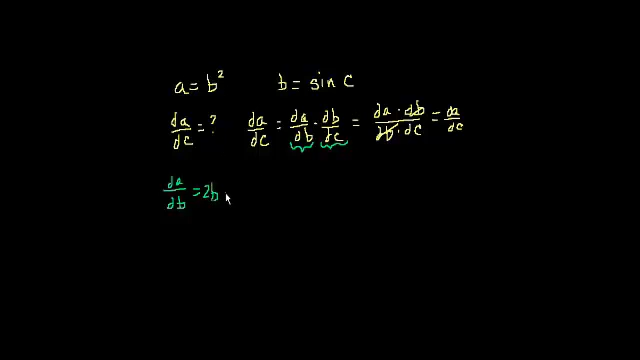 a = b² b = sin c
da/dc = ? da/dc = da/db · db/dc = da · db / db · dc = da/dc
da/db = 2b